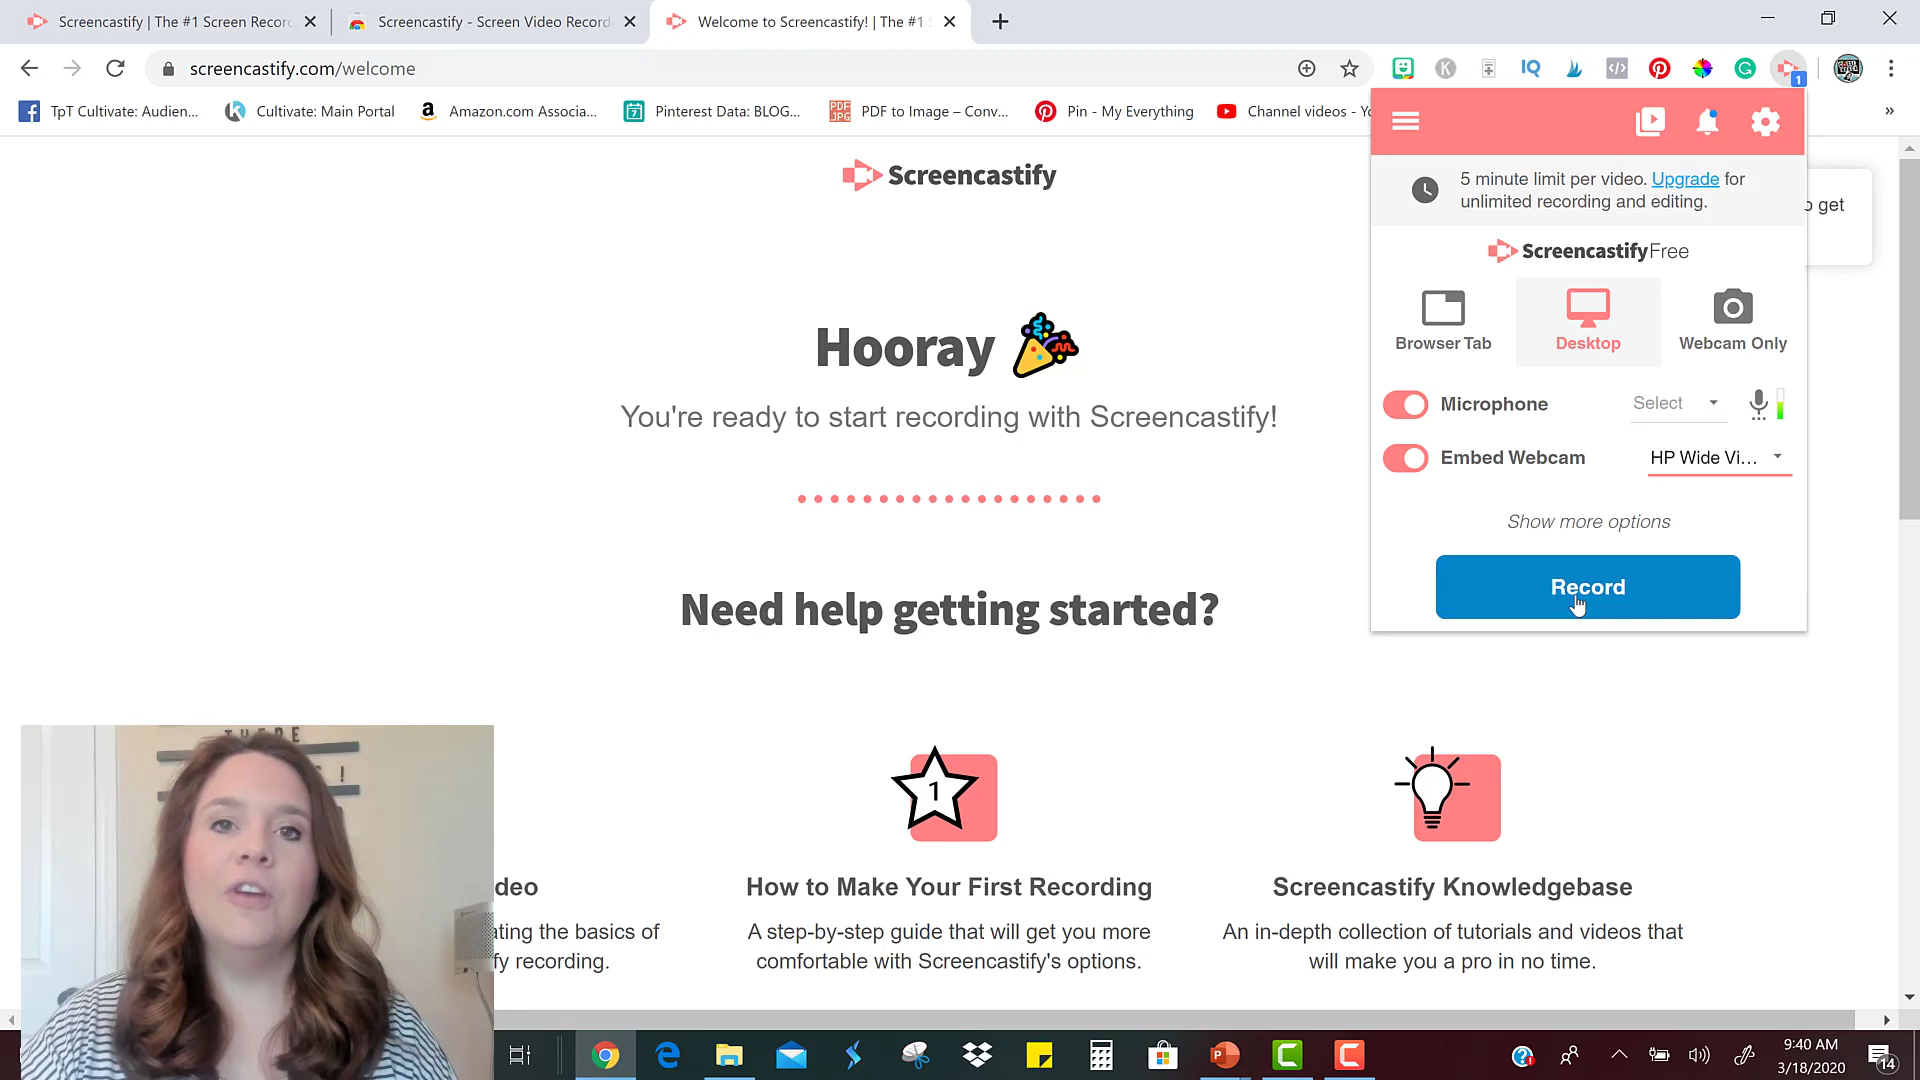 Screencastify | The #1 Screen Recor
Screencastify - Screen Video Record
Welcome to Screencastify! | The #1 S
screencastify.com/welcome
IQ
1
TpT Cultivate: Audien...
Cultivate: Main Portal
Amazon.com Associa...
Pinterest Data: BLOG...
PDF to Image – Conv...
Pin - My Everything
Channel videos - Yo
»
5 minute limit per video. Upgrade for
unlimited recording and editing.
get
Screencastify
Screencastify Free
Browser Tab
Desktop
Webcam Only
Hooray
You're ready to start recording with Screencastify!
Microphone
Select
Embed Webcam
HP Wide Vi...
Show more options
Record
Need help getting started?
THERE
S!
1
deo
ating the basics of
fy recording.
How to Make Your First Recording
A step-by-step guide that will get you more
comfortable with Screencastify's options.
Screencastify Knowledgebase
An in-depth collection of tutorials and videos that
will make you a pro in no time.
9:40 AM
3/18/2020
14